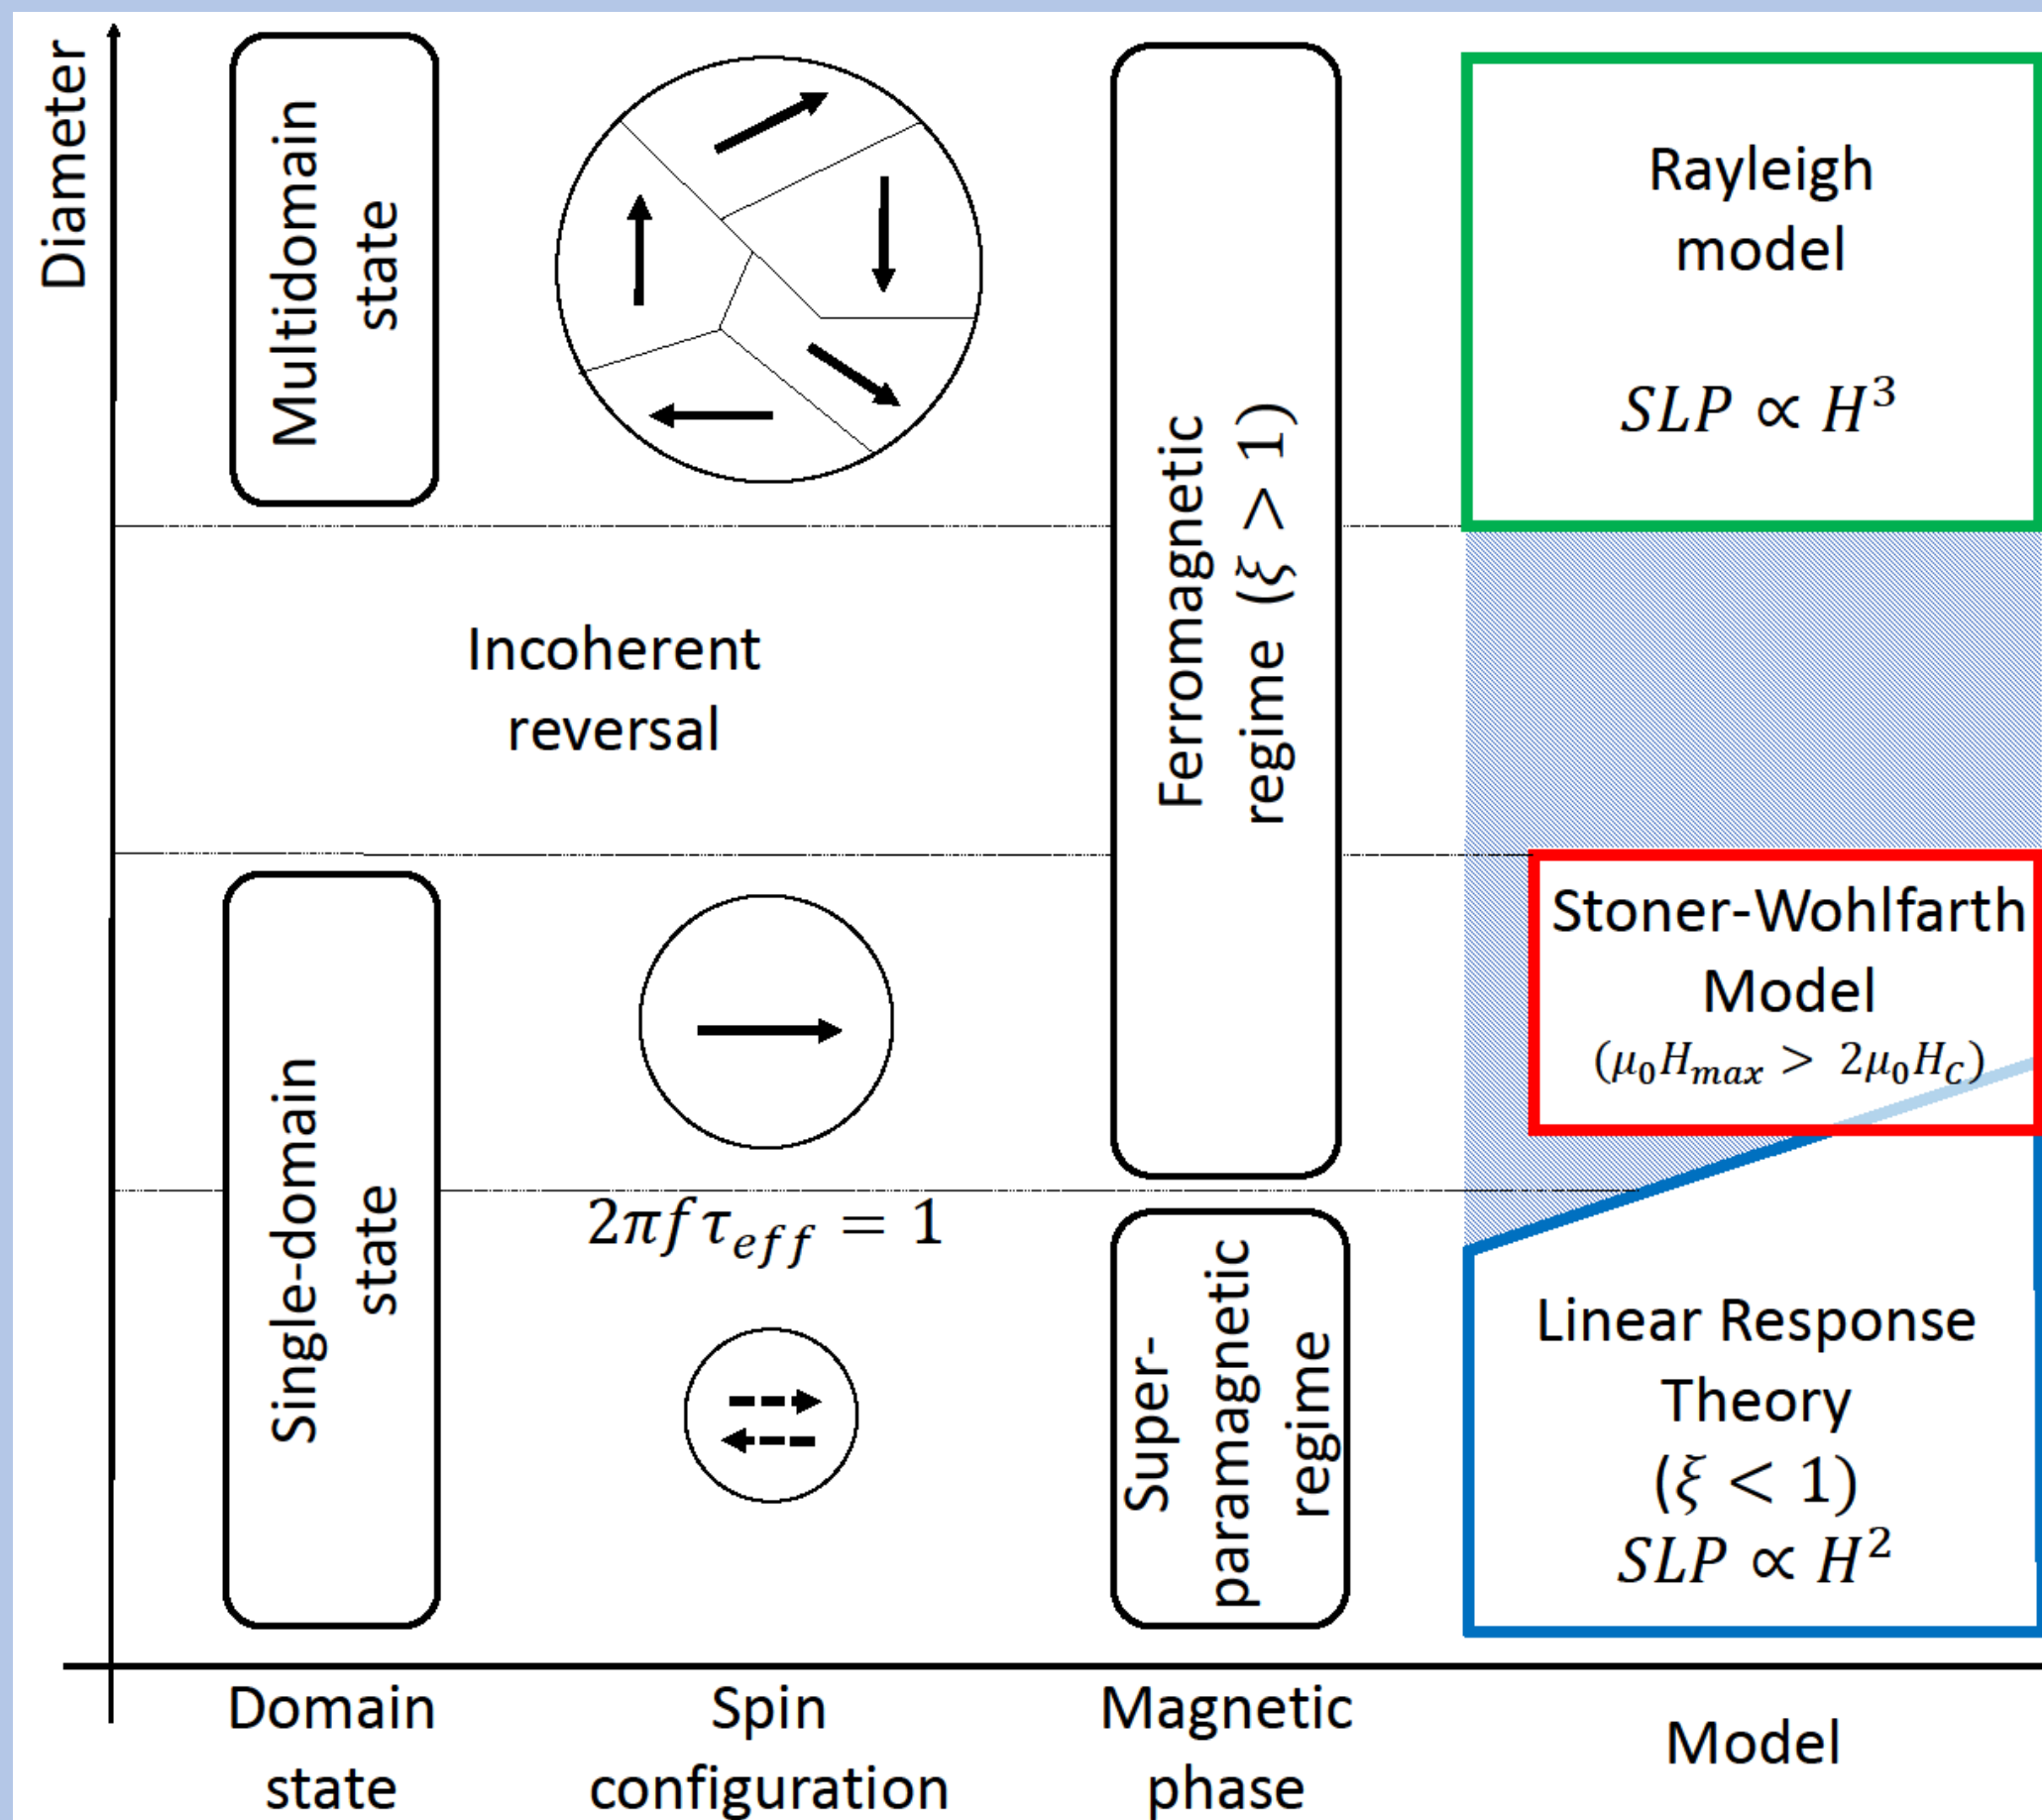 Diameter
Multidomain
state
Ferromagnetic
regime (ξ > 1)
Rayleigh
model
SLP ∝ H³
Incoherent
reversal
Single-domain
state
Stoner-Wohlfarth
Model
(μ₀H_max > 2μ₀H_C)
2πfτ_eff = 1
Super-
paramagnetic
regime
Linear Response
Theory
(ξ < 1)
SLP ∝ H²
Domain
state
Spin
configuration
Magnetic
phase
Model